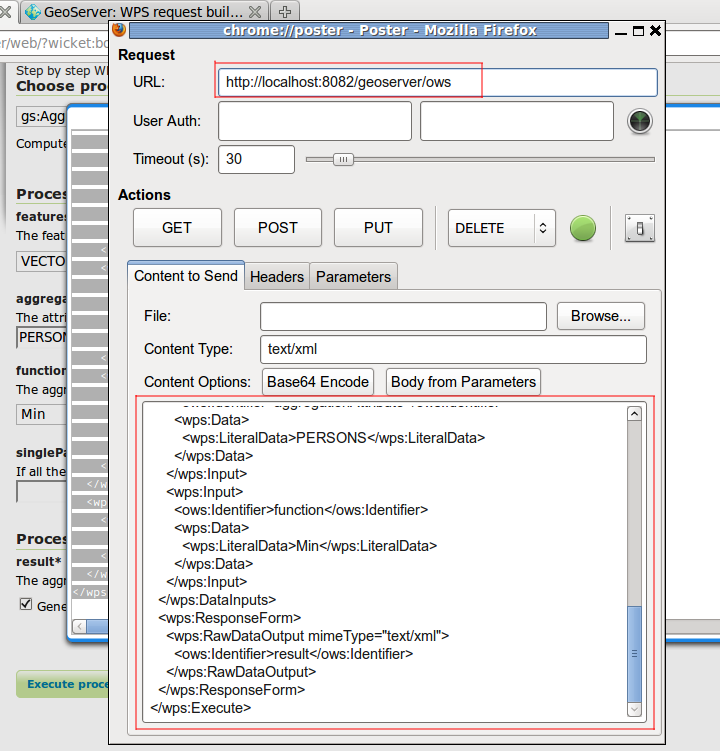 GeoServer: WPS request buil...
chrome://poster - Poster - Mozilla Firefox
er/web/?wicket:bo
Request
URL:
http://localhost:8082/geoserver/ows
User Auth:
Timeout (s):
30
Actions
GET
POST
PUT
DELETE
Content to Send
Headers
Parameters
File:
Browse...
Content Type:
text/xml
Content Options:
Base64 Encode
Body from Parameters
<wps:Data>
<wps:LiteralData>PERSONS</wps:LiteralData>
</wps:Data>
</wps:Input>
<wps:Input>
<ows:Identifier>function</ows:Identifier>
<wps:Data>
<wps:LiteralData>Min</wps:LiteralData>
</wps:Data>
</wps:Input>
</wps:DataInputs>
<wps:ResponseForm>
<wps:RawDataOutput mimeType="text/xml">
<ows:Identifier>result</ows:Identifier>
</wps:RawDataOutput>
</wps:ResponseForm>
</wps:Execute>
Step by step W
Choose pro
gs:Agg
Compute
Proces
features
The feat
VECTO
aggrega
The attri
PERSON
function
The aggr
Min
singlePa
If all the
Proces
result*
The aggr
Gene
Execute proce
</w
<wp
</w
</wps